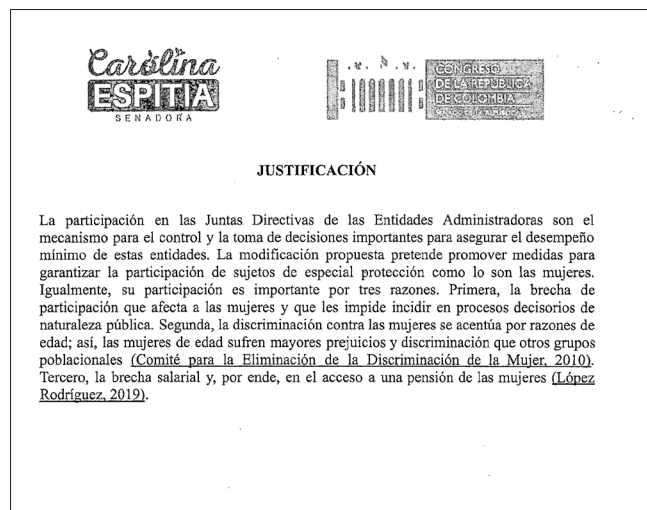 Carolina
ESPITIA
SENADORA
CONGRESO
DE LA REPÚBLICA
DE COLOMBIA
JUSTIFICACIÓN
La participación en las Juntas Directivas de las Entidades Administradoras son el
mecanismo para el control y la toma de decisiones importantes para asegurar el desempeño
mínimo de estas entidades. La modificación propuesta pretende promover medidas para
garantizar la participación de sujetos de especial protección como lo son las mujeres.
Igualmente, su participación es importante por tres razones. Primera, la brecha de
participación que afecta a las mujeres y que les impide incidir en procesos decisorios de
naturaleza pública. Segunda, la discriminación contra las mujeres se acentúa por razones de
edad; así, las mujeres de edad sufren mayores prejuicios y discriminación que otros grupos
poblacionales (Comité para la Eliminación de la Discriminación de la Mujer, 2010).
Tercero, la brecha salarial y, por ende, en el acceso a una pensión de las mujeres (López
Rodríguez, 2019).